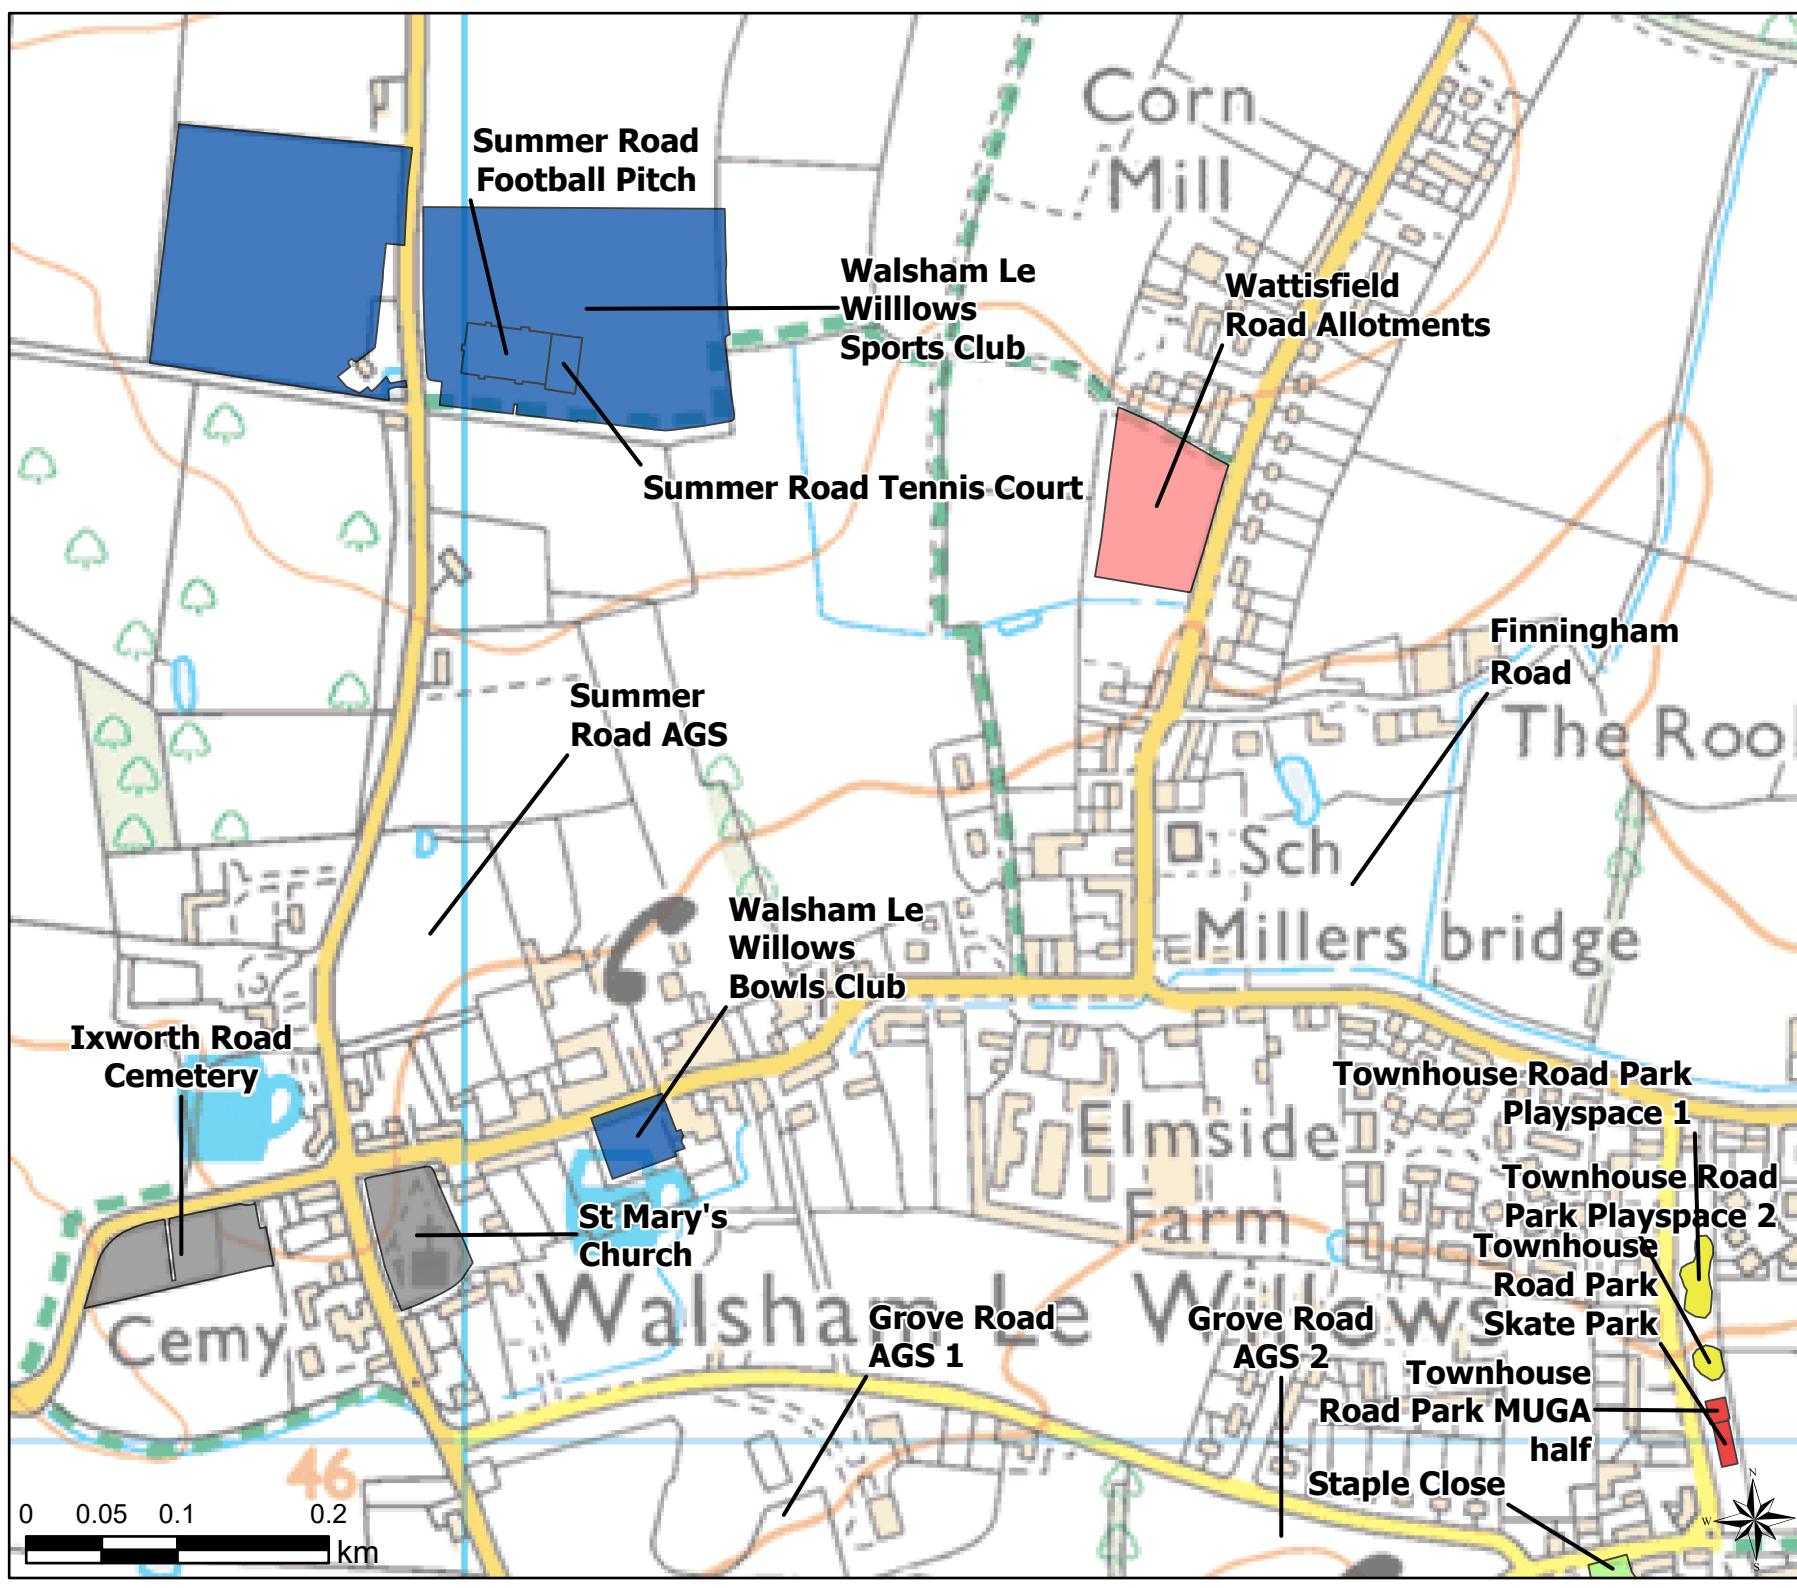 Corn
Mill
Summer Road
Football Pitch
Walsham Le
Willlows
Sports Club
Wattisfield
Road Allotments
Summer Road Tennis Court
Finningham
Road
Summer
Road AGS
The Rook
Sch
Walsham Le
Willows
Bowls Club
Millers bridge
Ixworth Road
Cemetery
Townhouse Road Park
Playspace 1
Elmside
Farm
Townhouse Road
Park Playspace 2
St Mary's
Church
Townhouse
Road Park
Skate Park
Cemy
Walsham Le Willows
Grove Road
AGS 1
Grove Road
AGS 2
Townhouse
Road Park MUGA
half
46
Staple Close
0 0.05 0.1 0.2
km
N
W
S